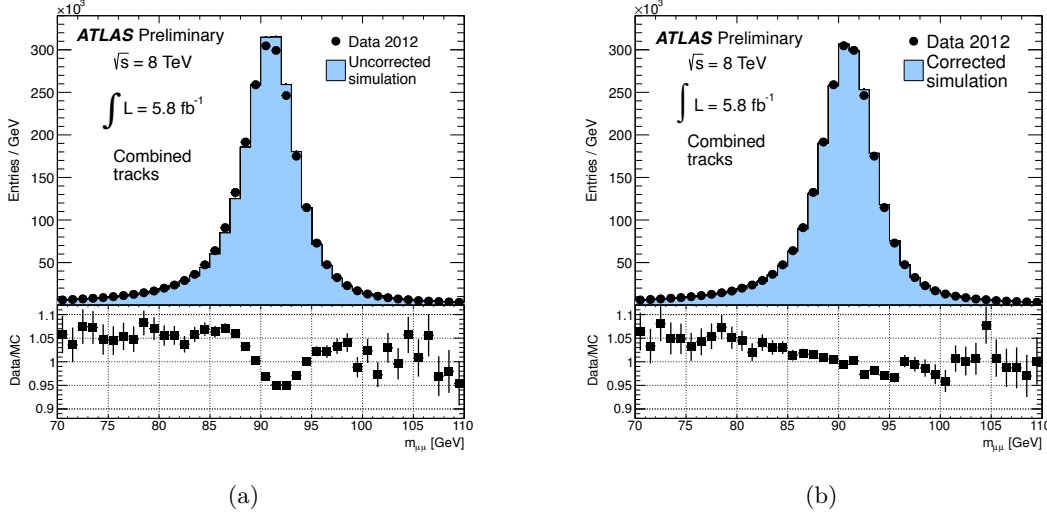 ×10³
ATLAS Preliminary
√s = 8 TeV
∫ L = 5.8 fb⁻¹
Combined
tracks
Data 2012
Uncorrected
simulation
Entries / GeV
300
250
200
150
100
50
Data/MC
1.1
1.05
1
0.95
0.9
70 75 80 85 90 95 100 105 110
m_μμ [GeV]
(a)
×10³
ATLAS Preliminary
√s = 8 TeV
∫ L = 5.8 fb⁻¹
Combined
tracks
Data 2012
Corrected
simulation
Entries / GeV
300
250
200
150
100
50
Data/MC
1.1
1.05
1
0.95
0.9
70 75 80 85 90 95 100 105 110
m_μμ [GeV]
(b)